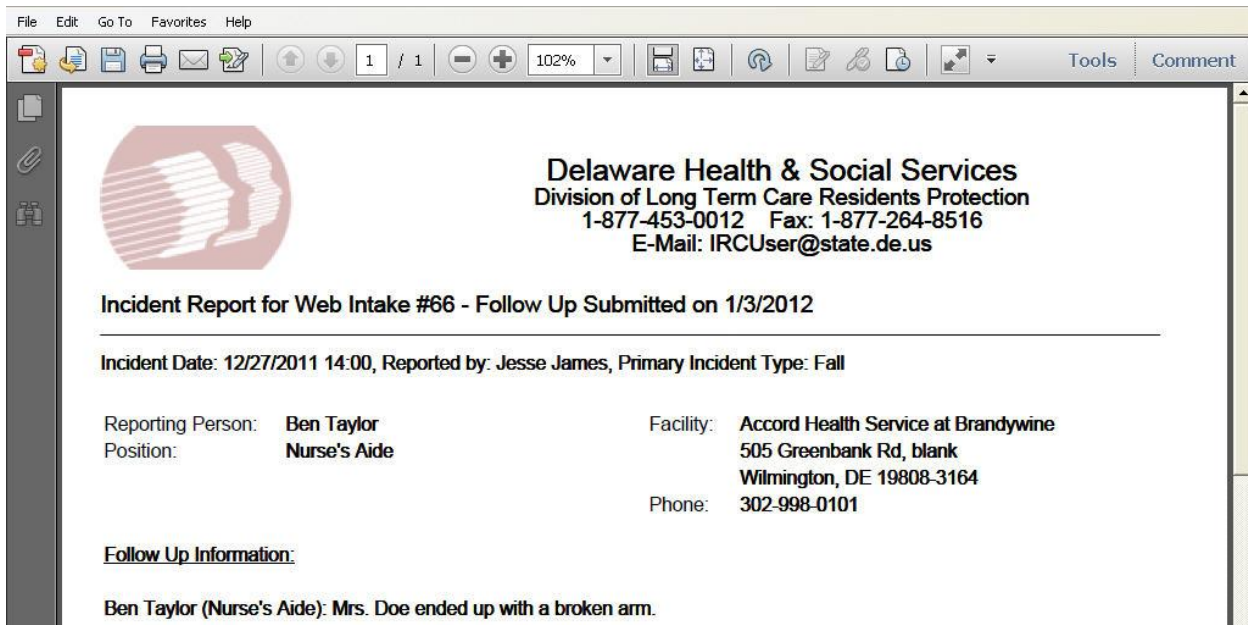 File Edit Go To Favorites Help
1 / 1 102% Tools Comment
Delaware Health & Social Services
Division of Long Term Care Residents Protection
1-877-453-0012 Fax: 1-877-264-8516
E-Mail: IRCUser@state.de.us
Incident Report for Web Intake #66 - Follow Up Submitted on 1/3/2012
Incident Date: 12/27/2011 14:00, Reported by: Jesse James, Primary Incident Type: Fall
Reporting Person: Ben Taylor Facility: Accord Health Service at Brandywine
Position: Nurse's Aide 505 Greenbank Rd, blank
Wilmington, DE 19808-3164
Phone: 302-998-0101
Follow Up Information:
Ben Taylor (Nurse's Aide): Mrs. Doe ended up with a broken arm.